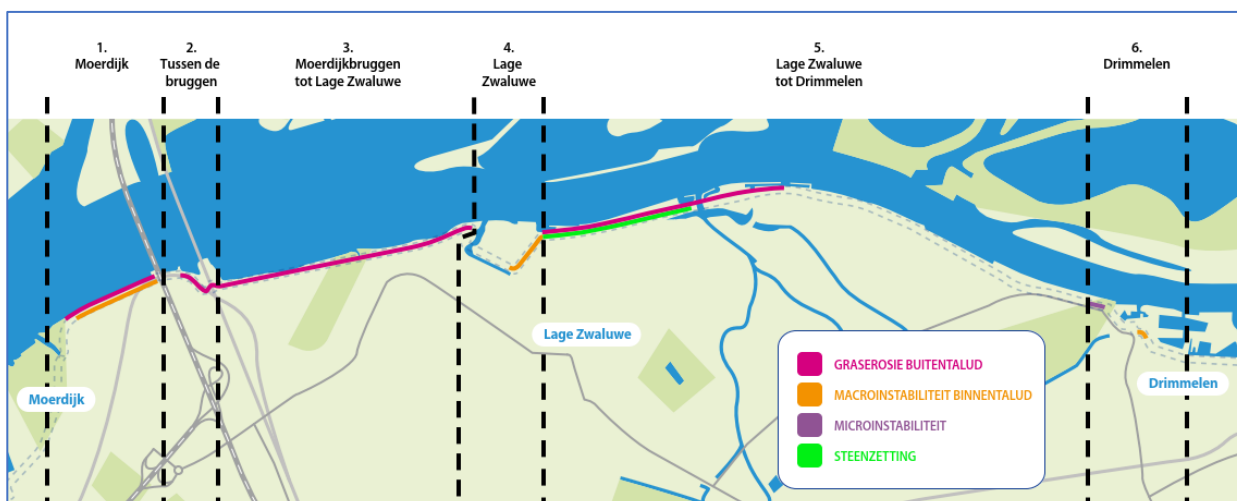 1.
Moerdijk
2.
Tussen de
bruggen
3.
Moerdijkbruggen
tot Lage Zwaluwe
4.
Lage
Zwaluwe
5.
Lage Zwaluwe
tot Drimmelen
6.
Drimmelen
Lage Zwaluwe
Moerdijk
Drimmelen
GRASEROSIE BUITENTALUD
MACROINSTABILITEIT BINNENTALUD
MICROINSTABILITEIT
STEENZETTING